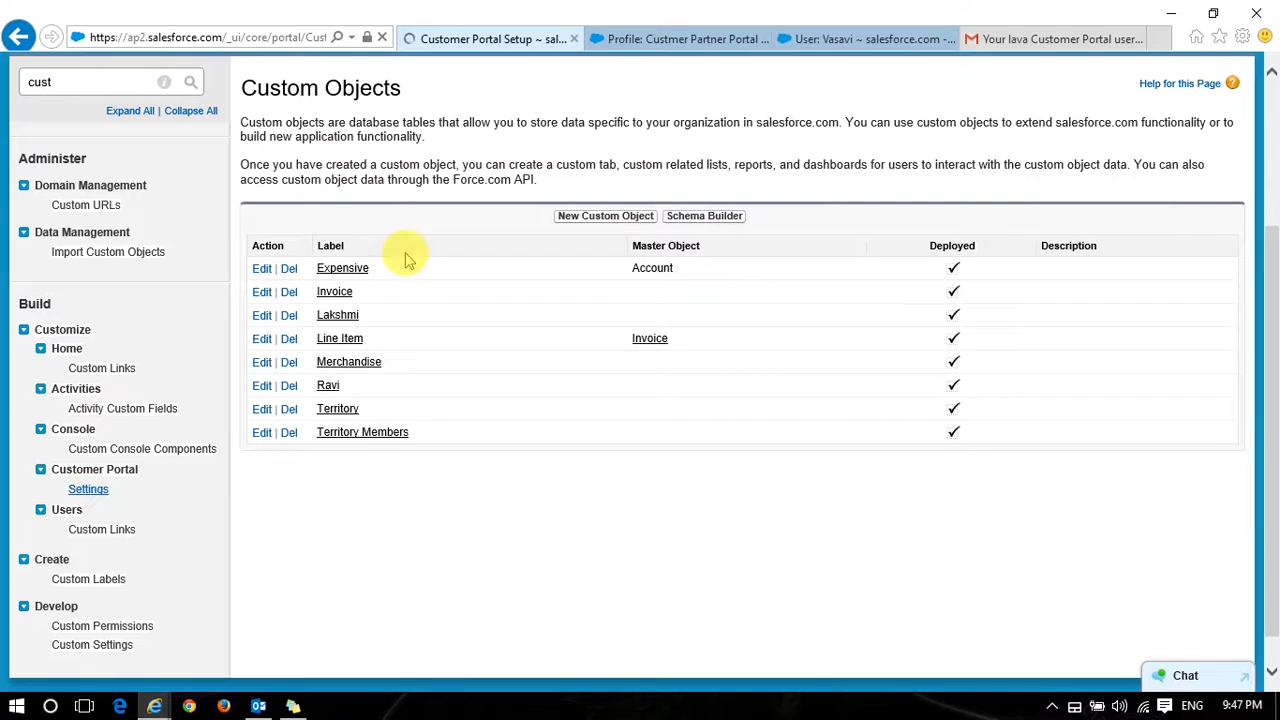 https://ap2.salesforce.com/_ui/core/portal/Cust
Customer Portal Setup ~ sal...
Profile: Custmer Partner Portal ...
User: Vasavi ~ salesforce.com -...
Your lava Customer Portal user...
cust
Expand All | Collapse All
Administer
Domain Management
Custom URLs
Data Management
Import Custom Objects
Build
Customize
Home
Custom Links
Activities
Activity Custom Fields
Console
Custom Console Components
Customer Portal
Settings
Users
Custom Links
Create
Custom Labels
Develop
Custom Permissions
Custom Settings
Custom Objects
Help for this Page
Custom objects are database tables that allow you to store data specific to your organization in salesforce.com. You can use custom objects to extend salesforce.com functionality or to
build new application functionality.
Once you have created a custom object, you can create a custom tab, custom related lists, reports, and dashboards for users to interact with the custom object data. You can also
access custom object data through the Force.com API.
New Custom Object Schema Builder
Action Label Master Object Deployed Description
Edit | Del Expensive Account
Edit | Del Invoice
Edit | Del Lakshmi
Edit | Del Line Item Invoice
Edit | Del Merchandise
Edit | Del Ravi
Edit | Del Territory
Edit | Del Territory Members
Chat
ENG 9:47 PM